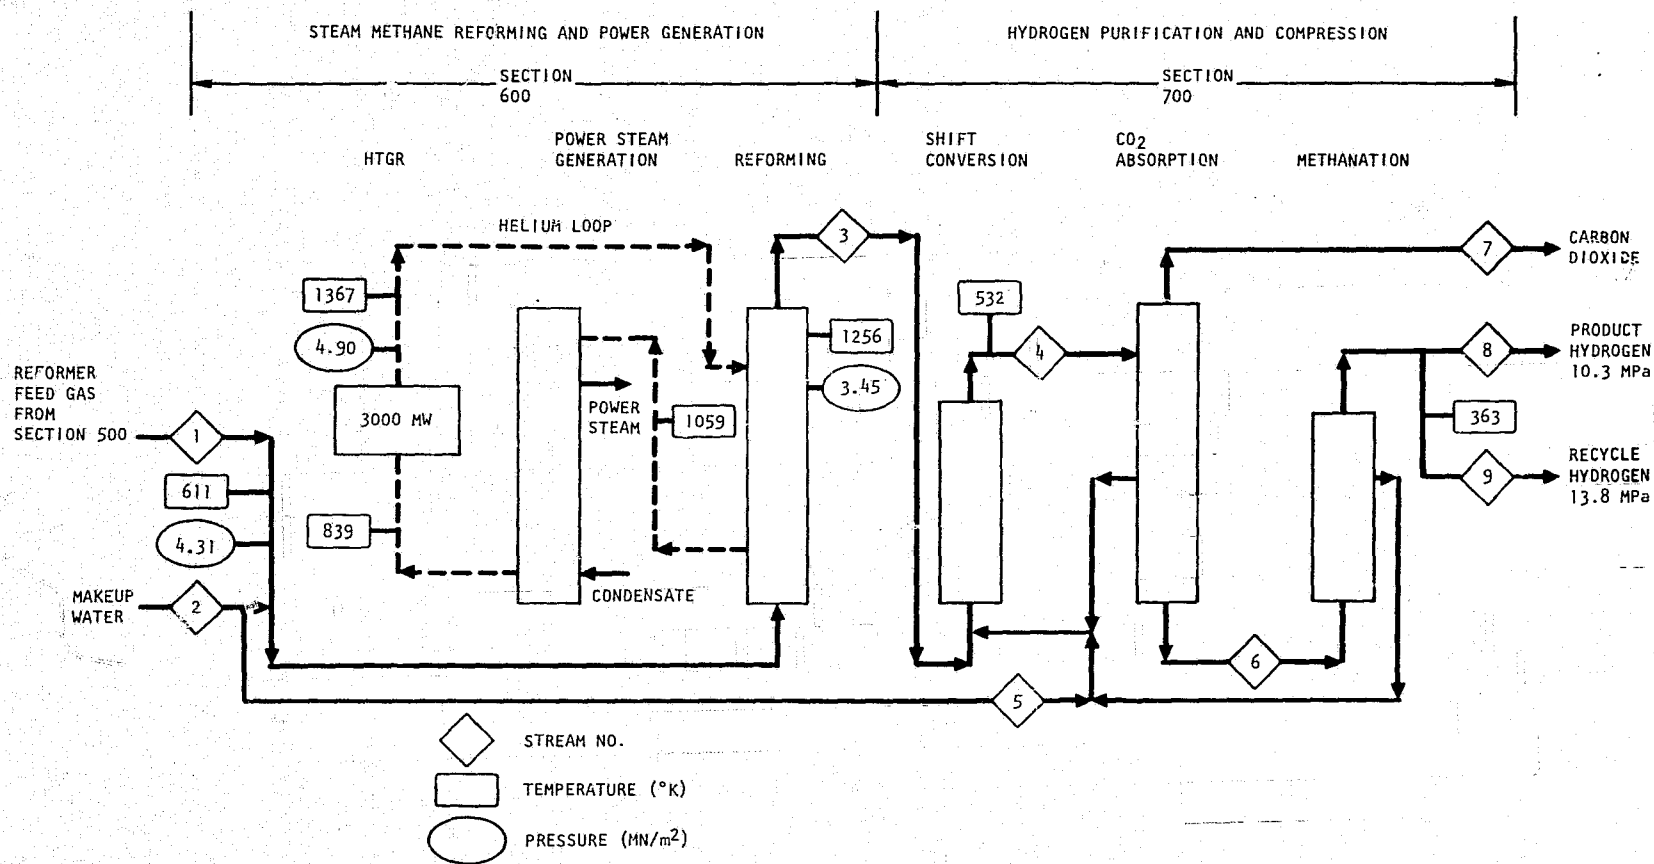 STEAM METHANE REFORMING AND POWER GENERATION
HYDROGEN PURIFICATION AND COMPRESSION
SECTION
600
SECTION
700
HTGR
POWER STEAM
GENERATION
REFORMING
SHIFT
CONVERSION
CO2
ABSORPTION
METHANATION
HELIUM LOOP
3
7
CARBON
DIOXIDE
1367
532
4.90
1256
4
8
PRODUCT
HYDROGEN
10.3 MPa
REFORMER
FEED GAS
FROM
SECTION 500
1
3000 MW
POWER
STEAM
1059
3.45
363
611
9
RECYCLE
HYDROGEN
13.8 MPa
4.31
839
MAKEUP
WATER
2
CONDENSATE
6
5
STREAM NO.
TEMPERATURE (°K)
PRESSURE (MN/m2)